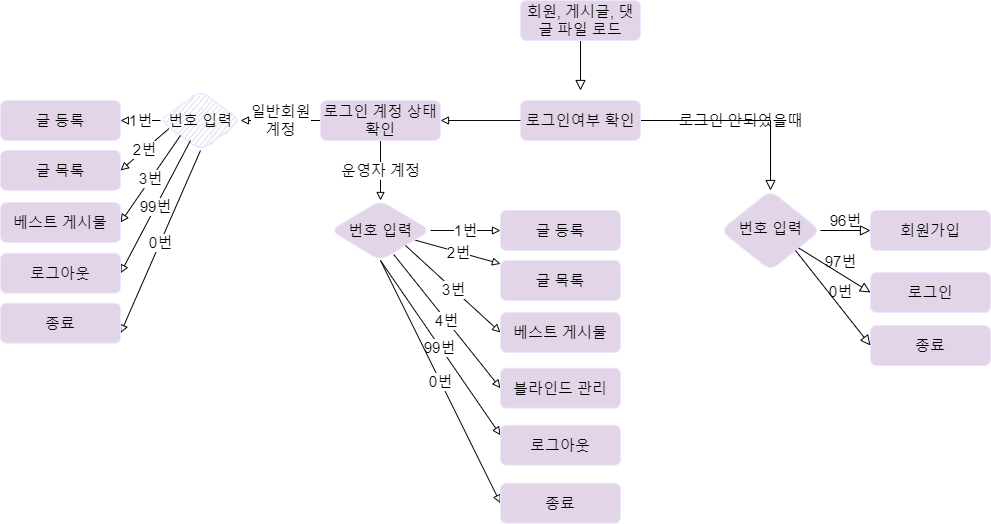 회원, 게시글, 댓
글 파일 로드
로그인여부 확인
로그인 안되었을때
로그인 계정 상태
확인
일반회원
계정
번호 입력
1번
글 등록
2번
글 목록
3번
베스트 게시물
99번
로그아웃
0번
종료
운영자 계정
번호 입력
1번
글 등록
2번
글 목록
3번
베스트 게시물
4번
블라인드 관리
99번
로그아웃
0번
종료
번호 입력
96번
회원가입
97번
로그인
0번
종료